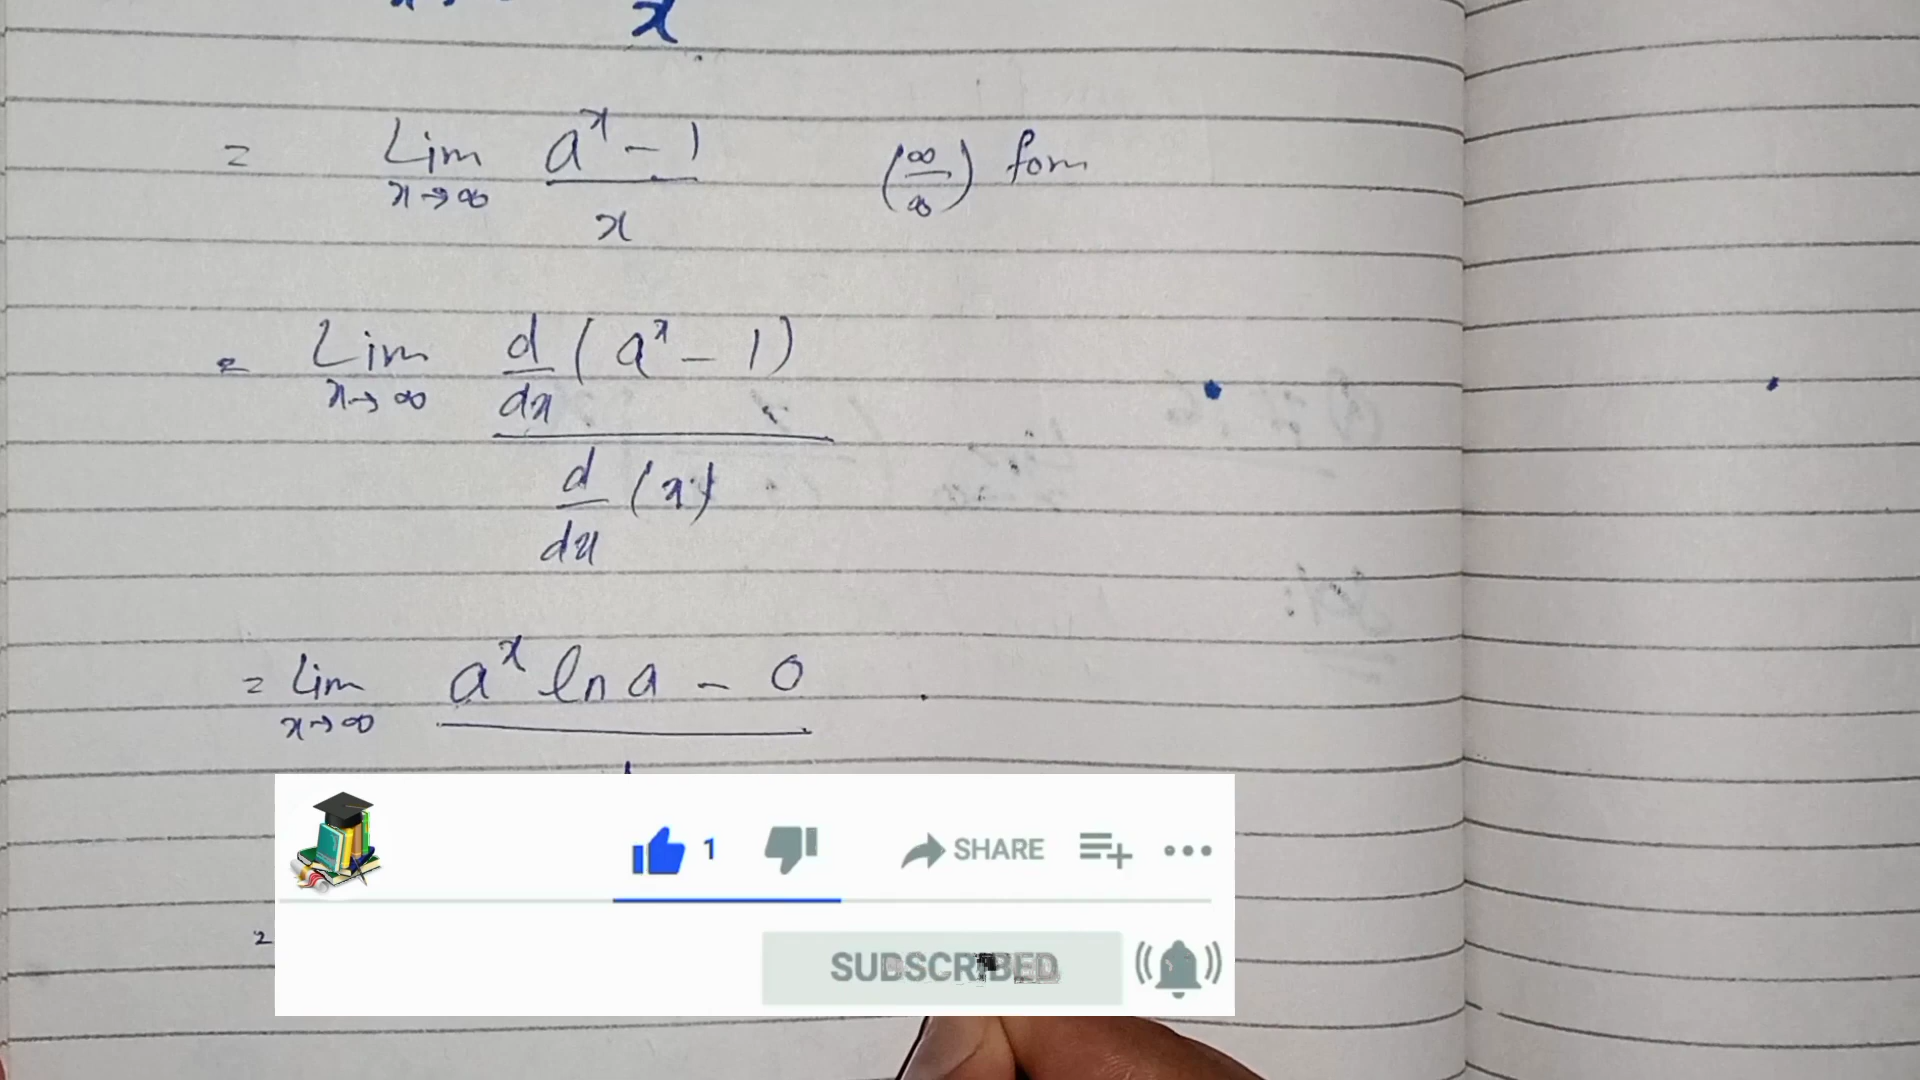 x
= Lim x→∞ a^x - 1 / x (∞/∞) form
= Lim x→∞ d/dx (a^x - 1) / d/dx (x)
= Lim x→∞ a^x ln a - 0
=
1 SHARE
SUBSCRIBED